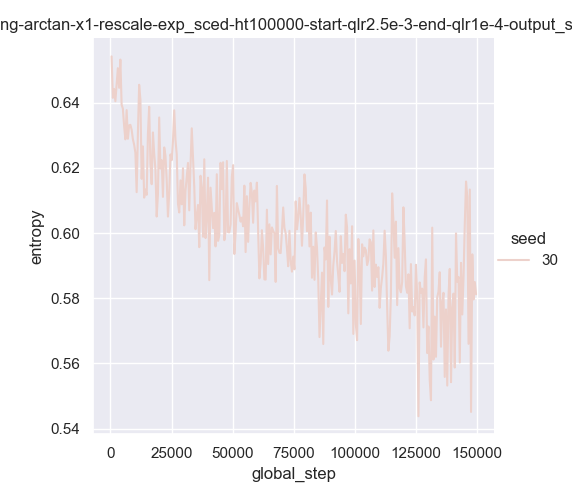 ng-arctan-x1-rescale-exp_sced-ht100000-start-qlr2.5e-3-end-qlr1e-4-output_s
0.64
0.62
0.60
0.58
0.56
0.54
entropy
seed
30
0 25000 50000 75000 100000 125000 150000
global_step